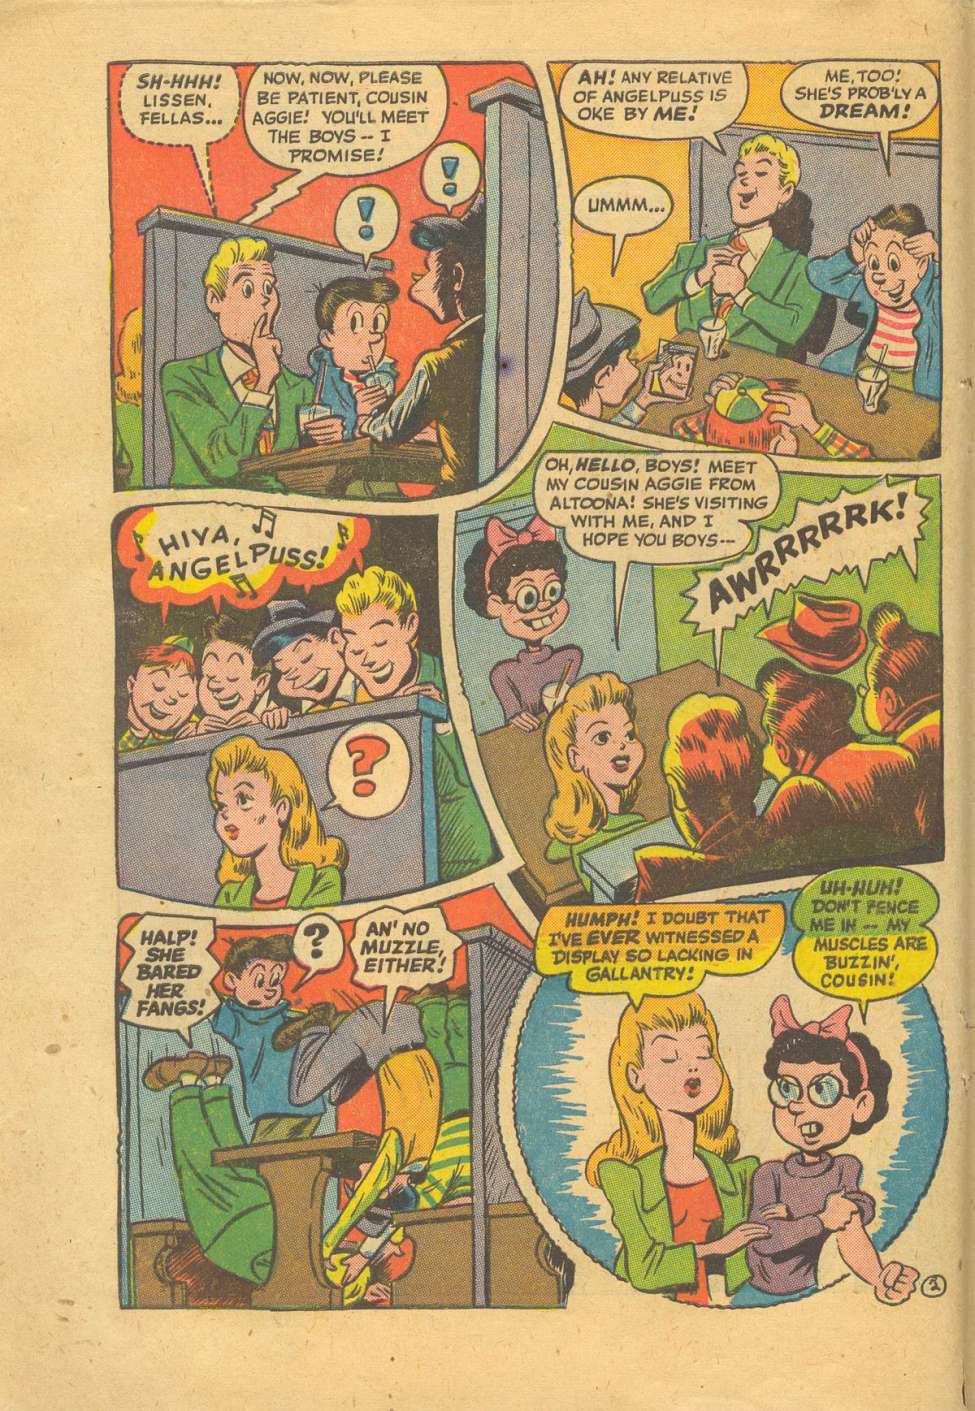 SH-HHH!
LISSEN,
FELLAS...
NOW, NOW, PLEASE
BE PATIENT, COUSIN
AGGIE! YOU'LL MEET
THE BOYS -- I
PROMISE!
!
!
AH! ANY RELATIVE
OF ANGELPUSS IS
OKE BY ME!
ME, TOO!
SHE'S PROB'LY A
DREAM!
UMMM...
HIYA,
ANGELPUSS!
?
OH, HELLO, BOYS! MEET
MY COUSIN AGGIE FROM
ALTOONA! SHE'S VISITING
WITH ME, AND I
HOPE YOU BOYS--
AWRRRRRK!
HALP!
SHE
BARED
HER
FANGS!
?
AN' NO
MUZZLE,
EITHER!
HUMPH! I DOUBT THAT
I'VE EVER WITNESSED A
DISPLAY SO LACKING IN
GALLANTRY!
UH-HUH!
DON'T FENCE
ME IN -- MY
MUSCLES ARE
BUZZIN',
COUSIN!
2